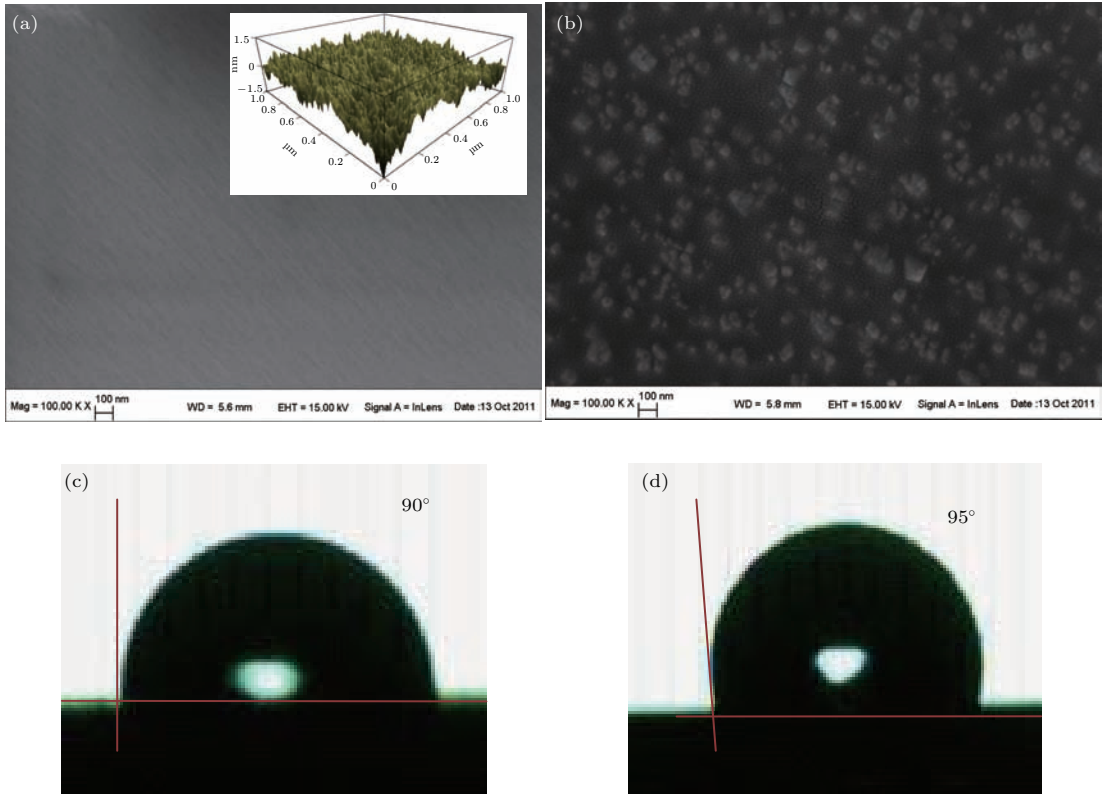 (a)
1.5
0
−1.5
nm
1.0
0.8
0.6
0.4
0.2
0
μm
0
0.2
0.4
0.6
0.8
1.0
μm
Mag = 100.00 K X 100 nm WD = 5.6 mm EHT = 15.00 kV Signal A = InLens Date :13 Oct 2011
(b)
Mag = 100.00 K X 100 nm WD = 5.8 mm EHT = 15.00 kV Signal A = InLens Date :13 Oct 2011
(c)
90°
(d)
95°